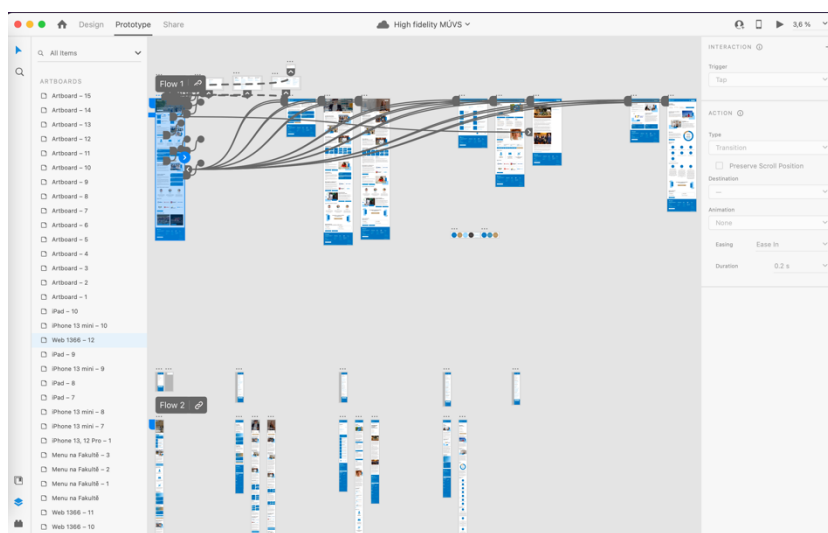 Design Prototype Share
High fidelity MÚVS
3,6 %
All items
ARTBOARDS
Artboard – 15
Artboard – 14
Artboard – 13
Artboard – 12
Artboard – 11
Artboard – 10
Artboard – 9
Artboard – 8
Artboard – 7
Artboard – 6
Artboard – 5
Artboard – 4
Artboard – 3
Artboard – 2
Artboard – 1
iPad – 10
iPhone 13 mini – 10
Web 1366 – 12
iPad – 9
iPhone 13 mini – 9
iPad – 8
iPad – 7
iPhone 13 mini – 8
iPhone 13 mini – 7
iPhone 13, 12 Pro – 1
Menu na Fakultě – 3
Menu na Fakultě – 2
Menu na Fakultě – 1
Menu na Fakultě
Web 1366 – 11
Web 1366 – 10
Flow 1
Flow 2
INTERACTION
Trigger
Tap
ACTION
Type
Transition
Preserve Scroll Position
Destination
—
Animation
None
Easing Ease In
Duration 0.2 s